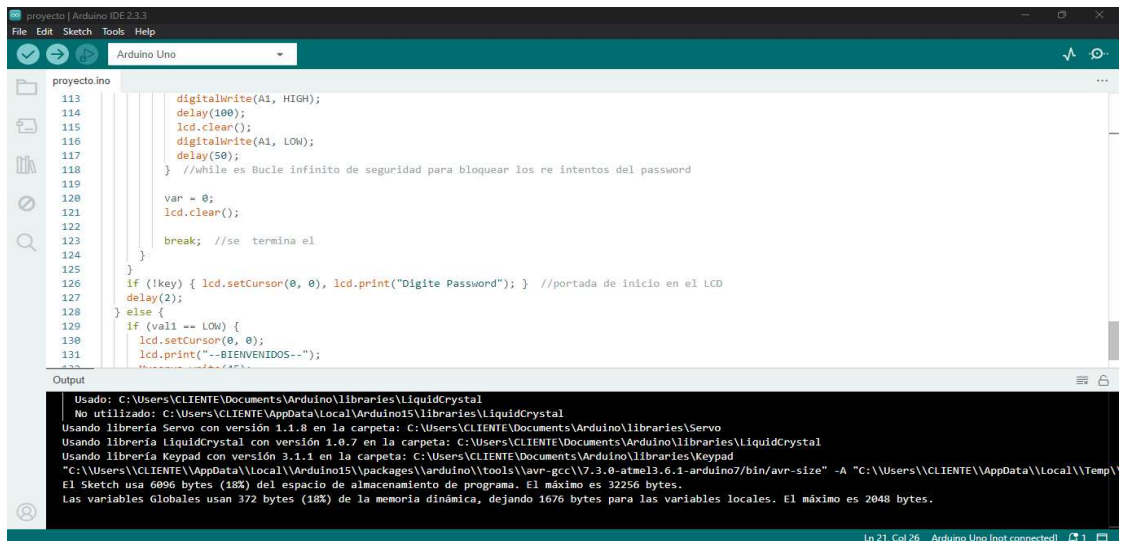 proyecto | Arduino IDE 2.3.3
File Edit Sketch Tools Help
Arduino Uno
proyecto.ino
113 digitalWrite(A1, HIGH);
114 delay(100);
115 lcd.clear();
116 digitalWrite(A1, LOW);
117 delay(50);
118 } //while es Bucle infinito de seguridad para bloquear los re intentos del password
119
120 var = 0;
121 lcd.clear();
122
123 break; //se termina el
124 }
125 }
126 if (!key) { lcd.setCursor(0, 0), lcd.print("Digite Password"); } //portada de inicio en el LCD
127 delay(2);
128 } else {
129 if (val1 == LOW) {
130 lcd.setCursor(0, 0);
131 lcd.print("--BIENVENIDOS--");
Output
Usado: C:\Users\CLIENTE\Documents\Arduino\libraries\LiquidCrystal
No utilizado: C:\Users\CLIENTE\AppData\Local\Arduino15\libraries\LiquidCrystal
Usando librería Servo con versión 1.1.8 en la carpeta: C:\Users\CLIENTE\Documents\Arduino\libraries\Servo
Usando librería LiquidCrystal con versión 1.0.7 en la carpeta: C:\Users\CLIENTE\Documents\Arduino\libraries\LiquidCrystal
Usando librería Keypad con versión 3.1.1 en la carpeta: C:\Users\CLIENTE\Documents\Arduino\libraries\Keypad
"C:\\Users\\CLIENTE\\AppData\\Local\\Arduino15\\packages\\arduino\\tools\\avr-gcc\\7.3.0-atmel3.6.1-arduino7/bin/avr-size" -A "C:\\Users\\CLIENTE\\AppData\\Local\\Temp\
El Sketch usa 6096 bytes (18%) del espacio de almacenamiento de programa. El máximo es 32256 bytes.
Las variables Globales usan 372 bytes (18%) de la memoria dinámica, dejando 1676 bytes para las variables locales. El máximo es 2048 bytes.
Ln 21, Col 26 Arduino Uno [not connected] 1